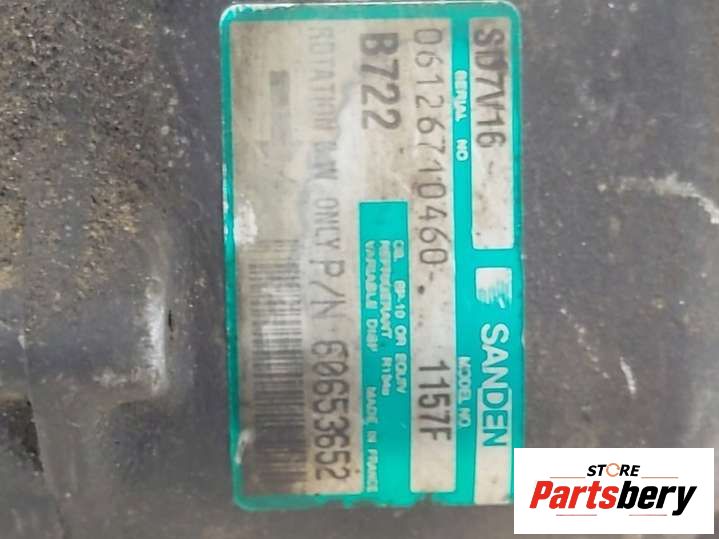 SD7V16
SANDEN
SERIAL NO
MODEL NO.
06126710460
1157F
B722
OIL SP-10 OR EQUIV
REFRIGERANT R134a
VARIABLE DISP
MADE IN FRANCE
ROTATION ONLY P/N 60653652
STORE
Partsbery